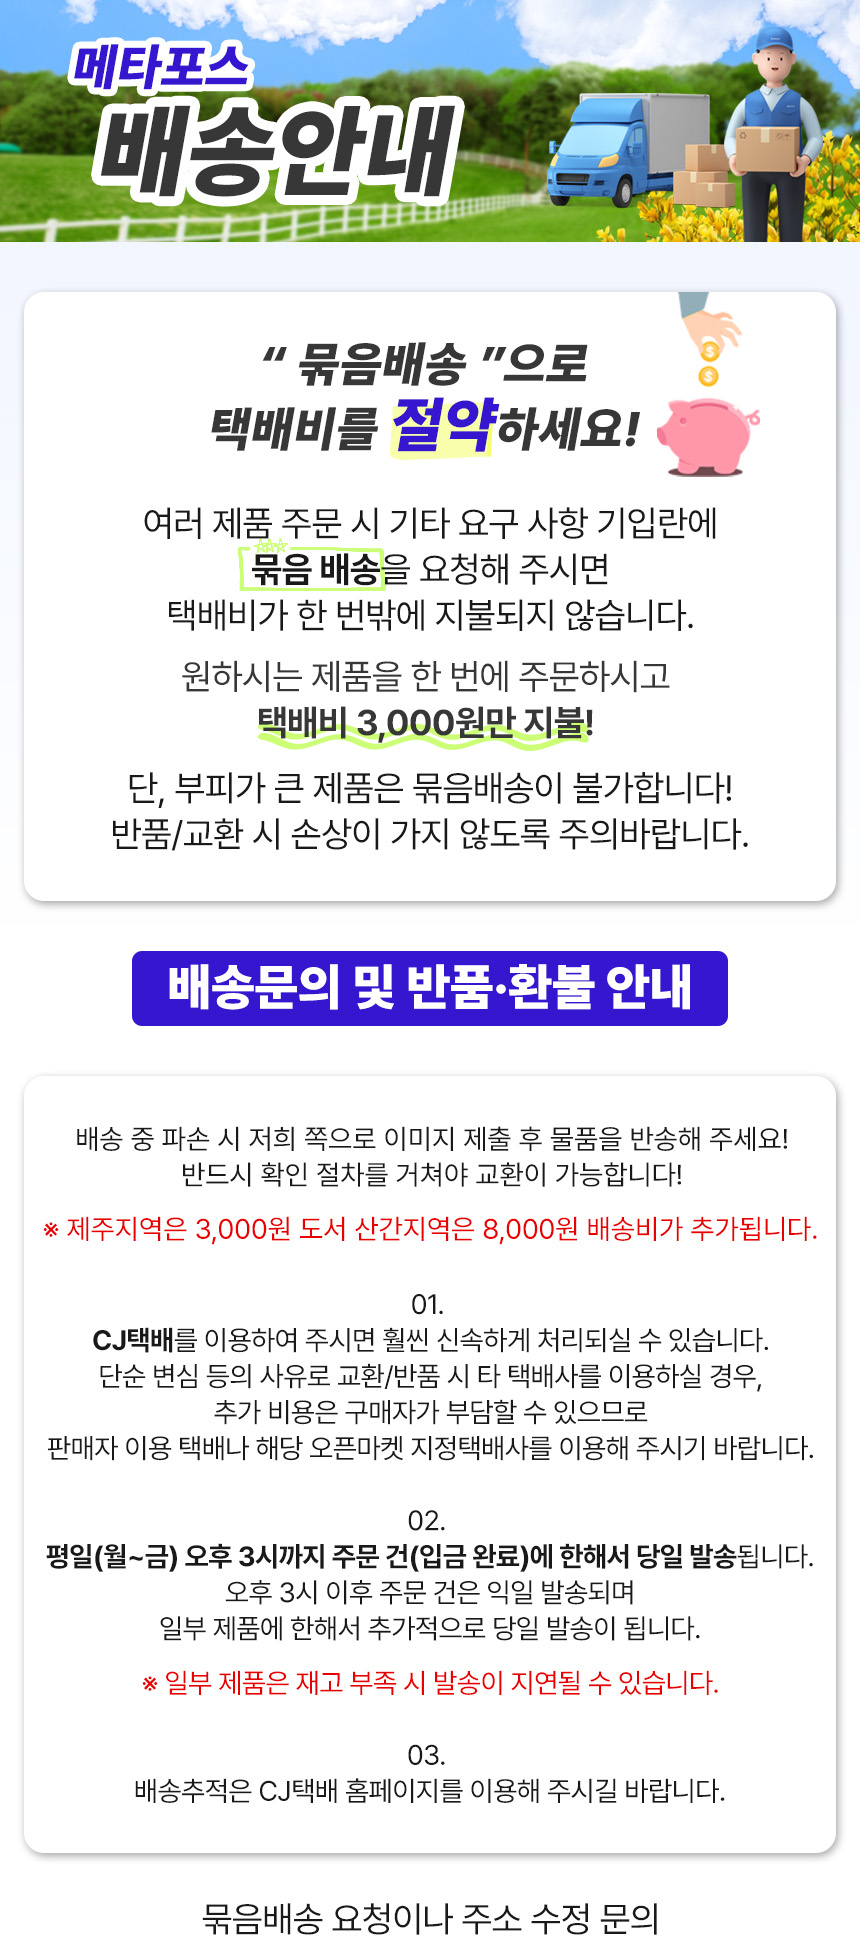 메타포스
배송안내
“ 묶음배송 ”으로
택배비를 절약하세요!
여러 제품 주문 시 기타 요구 사항 기입란에
묶음 배송을 요청해 주시면
택배비가 한 번밖에 지불되지 않습니다.
원하시는 제품을 한 번에 주문하시고
택배비 3,000원만 지불!
단, 부피가 큰 제품은 묶음배송이 불가합니다!
반품/교환 시 손상이 가지 않도록 주의바랍니다.
배송문의 및 반품·환불 안내
배송 중 파손 시 저희 쪽으로 이미지 제출 후 물품을 반송해 주세요!
반드시 확인 절차를 거쳐야 교환이 가능합니다!
※ 제주지역은 3,000원 도서 산간지역은 8,000원 배송비가 추가됩니다.
01.
CJ택배를 이용하여 주시면 훨씬 신속하게 처리되실 수 있습니다.
단순 변심 등의 사유로 교환/반품 시 타 택배사를 이용하실 경우,
추가 비용은 구매자가 부담할 수 있으므로
판매자 이용 택배나 해당 오픈마켓 지정택배사를 이용해 주시기 바랍니다.
02.
평일(월~금) 오후 3시까지 주문 건(입금 완료)에 한해서 당일 발송됩니다.
오후 3시 이후 주문 건은 익일 발송되며
일부 제품에 한해서 추가적으로 당일 발송이 됩니다.
※ 일부 제품은 재고 부족 시 발송이 지연될 수 있습니다.
03.
배송추적은 CJ택배 홈페이지를 이용해 주시길 바랍니다.
묶음배송 요청이나 주소 수정 문의